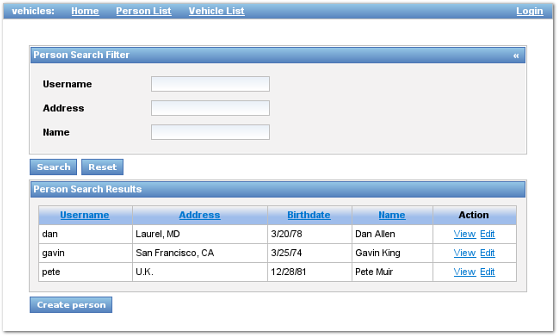 vehicles: Home Person List Vehicle List Login
Person Search Filter «
Username
Address
Name
Search Reset
Person Search Results
Username Address Birthdate Name Action
dan Laurel, MD 3/20/78 Dan Allen View Edit
gavin San Francisco, CA 3/25/74 Gavin King View Edit
pete U.K. 12/28/81 Pete Muir View Edit
Create person